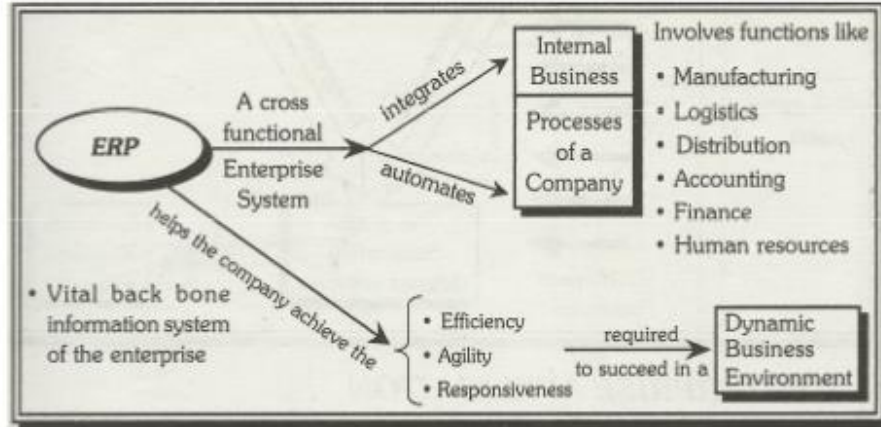 ERP
A cross
functional
Enterprise
System
integrates
automates
Internal
Business
Processes
of a
Company
Involves functions like
• Manufacturing
• Logistics
• Distribution
• Accounting
• Finance
• Human resources
helps the company achieve the
• Vital back bone
information system
of the enterprise
• Efficiency
• Agility
• Responsiveness
required
to succeed in a
Dynamic
Business
Environment